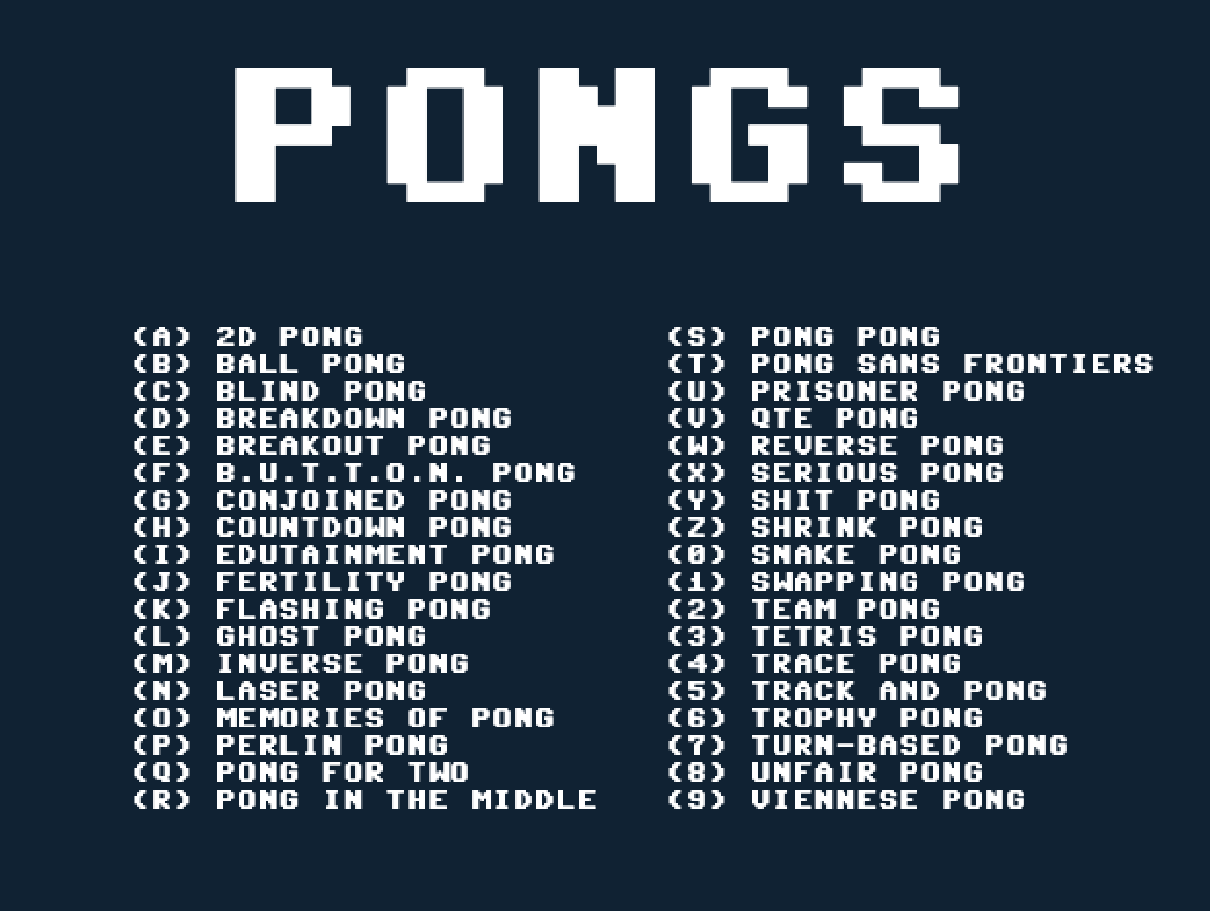 PONGS
(A) 2D PONG
(B) BALL PONG
(C) BLIND PONG
(D) BREAKDOWN PONG
(E) BREAKOUT PONG
(F) B.U.T.T.O.N. PONG
(G) CONJOINED PONG
(H) COUNTDOWN PONG
(I) EDUTAINMENT PONG
(J) FERTILITY PONG
(K) FLASHING PONG
(L) GHOST PONG
(M) INVERSE PONG
(N) LASER PONG
(O) MEMORIES OF PONG
(P) PERLIN PONG
(Q) PONG FOR TWO
(R) PONG IN THE MIDDLE
(S) PONG PONG
(T) PONG SANS FRONTIERS
(U) PRISONER PONG
(V) QTE PONG
(W) REVERSE PONG
(X) SERIOUS PONG
(Y) SHIT PONG
(Z) SHRINK PONG
(0) SNAKE PONG
(1) SWAPPING PONG
(2) TEAM PONG
(3) TETRIS PONG
(4) TRACE PONG
(5) TRACK AND PONG
(6) TROPHY PONG
(7) TURN-BASED PONG
(8) UNFAIR PONG
(9) VIENNESE PONG